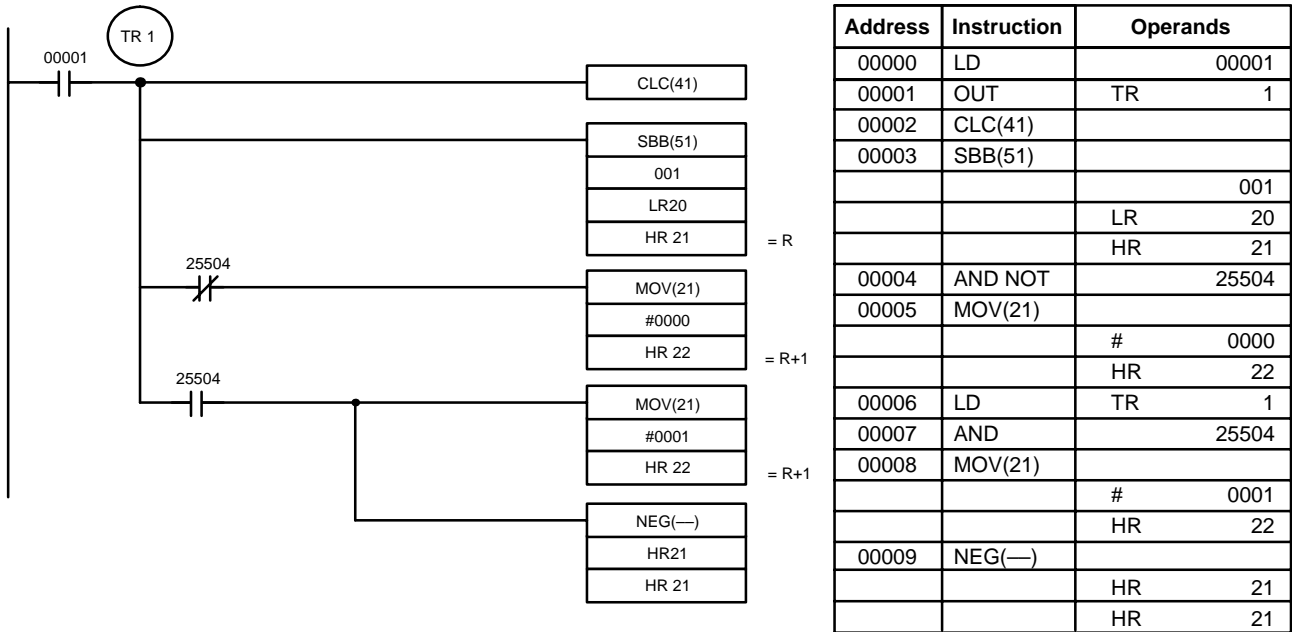 TR 1
00001
CLC(41)
SBB(51)
001
LR20
HR 21
= R
25504
MOV(21)
#0000
HR 22
= R+1
25504
MOV(21)
#0001
HR 22
= R+1
NEG(—)
HR21
HR 21
Address Instruction Operands
00000 LD 00001
00001 OUT TR 1
00002 CLC(41)
00003 SBB(51)
001
LR 20
HR 21
00004 AND NOT 25504
00005 MOV(21)
# 0000
HR 22
00006 LD TR 1
00007 AND 25504
00008 MOV(21)
# 0001
HR 22
00009 NEG(—)
HR 21
HR 21